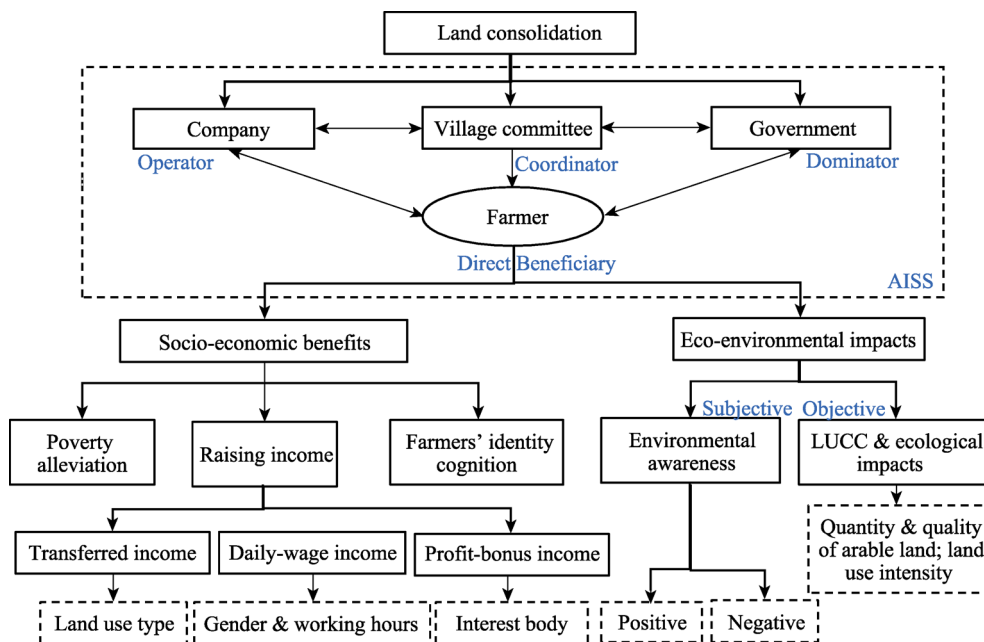 Land consolidation
Company
Village committee
Government
Operator
Coordinator
Dominator
Farmer
Direct Beneficiary
AISS
Socio-economic benefits
Eco-environmental impacts
Subjective Objective
Poverty
alleviation
Raising income
Farmers' identity
cognition
Environmental
awareness
LUCC & ecological
impacts
Transferred income
Daily-wage income
Profit-bonus income
Quantity & quality
of arable land; land
use intensity
Land use type
Gender & working hours
Interest body
Positive
Negative